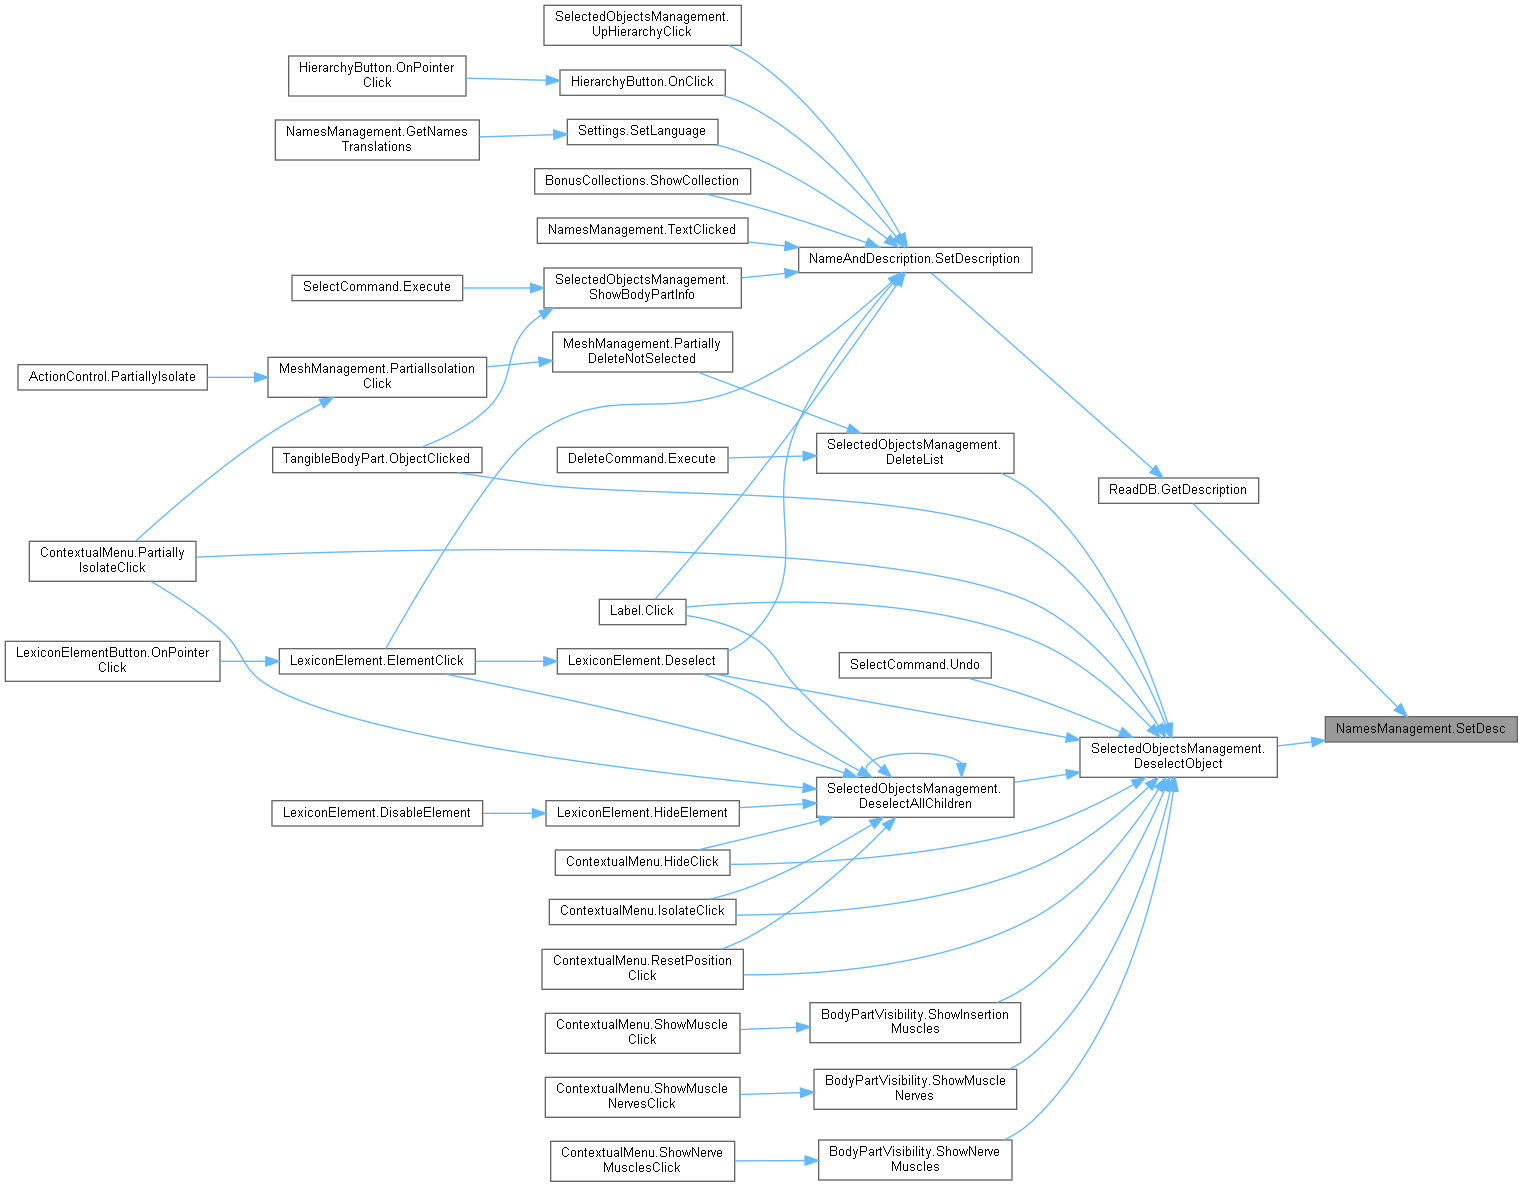 SelectedObjectsManagement.
UpHierarchyClick
HierarchyButton.OnPointer
Click
HierarchyButton.OnClick
NamesManagement.GetNames
Translations
Settings.SetLanguage
BonusCollections.ShowCollection
NamesManagement.TextClicked
NameAndDescription.SetDescription
SelectCommand.Execute
SelectedObjectsManagement.
ShowBodyPartInfo
MeshManagement.Partially
DeleteNotSelected
ActionControl.PartiallyIsolate
MeshManagement.PartialIsolation
Click
TangibleBodyPart.ObjectClicked
DeleteCommand.Execute
SelectedObjectsManagement.
DeleteList
ReadDB.GetDescription
ContextualMenu.Partially
IsolateClick
Label.Click
LexiconElementButton.OnPointer
Click
LexiconElement.ElementClick
LexiconElement.Deselect
SelectCommand.Undo
NamesManagement.SetDesc
SelectedObjectsManagement.
DeselectObject
SelectedObjectsManagement.
DeselectAllChildren
LexiconElement.DisableElement
LexiconElement.HideElement
ContextualMenu.HideClick
ContextualMenu.IsolateClick
ContextualMenu.ResetPosition
Click
BodyPartVisibility.ShowInsertion
Muscles
ContextualMenu.ShowMuscle
Click
BodyPartVisibility.ShowMuscle
Nerves
ContextualMenu.ShowMuscle
NervesClick
BodyPartVisibility.ShowNerve
Muscles
ContextualMenu.ShowNerve
MusclesClick